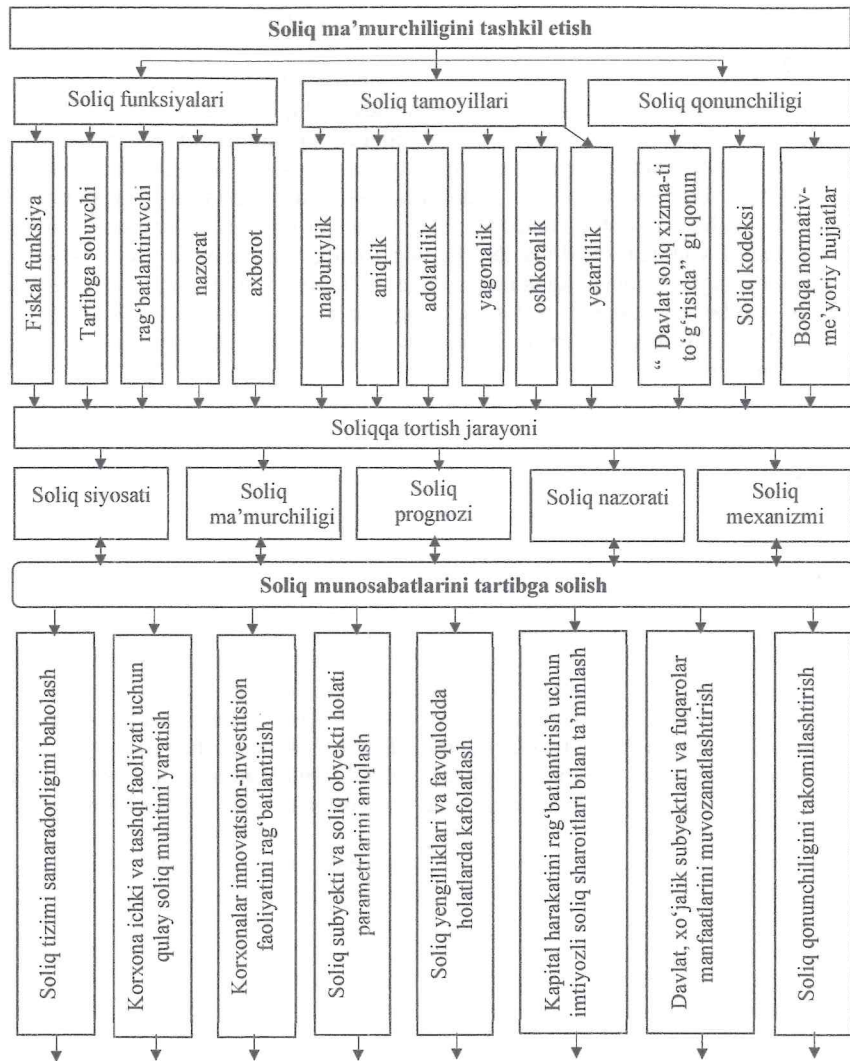 Soliq ma’murchiligini tashkil etish
Soliq funksiyalari
Soliq tamoyillari
Soliq qonunchiligi
Fiskal funksiya
Tartibga soluvchi
rag‘batlantiruvchi
nazorat
axborot
majburiylik
aniqlik
adolatlilik
yagonalik
oshkoralik
yetarlilik
“ Davlat soliq xizma-ti
to‘g‘risida” gi qonun
Soliq kodeksi
Boshqa normativ-
me’yoriy hujjatlar
Soliqqa tortish jarayoni
Soliq siyosati
Soliq
ma’murchiligi
Soliq
prognozi
Soliq nazorati
Soliq
mexanizmi
Soliq munosabatlarini tartibga solish
Soliq tizimi samaradorligini baholash
Korxona ichki va tashqi faoliyati uchun
qulay soliq muhitini yaratish
Korxonalar innovatsion-investitsion
faoliyatini rag‘batlantirish
Soliq subyekti va soliq obyekti holati
parametrlarini aniqlash
Soliq yengilliklari va favqulodda
holatlarda kafolatlash
Kapital harakatini rag‘batlantirish uchun
imtiyozli soliq sharoitlari bilan ta’minlash
Davlat, xo‘jalik subyektlari va fuqarolar
manfaatlarini muvozanatlashtirish
Soliq qonunchiligini takomillashtirish